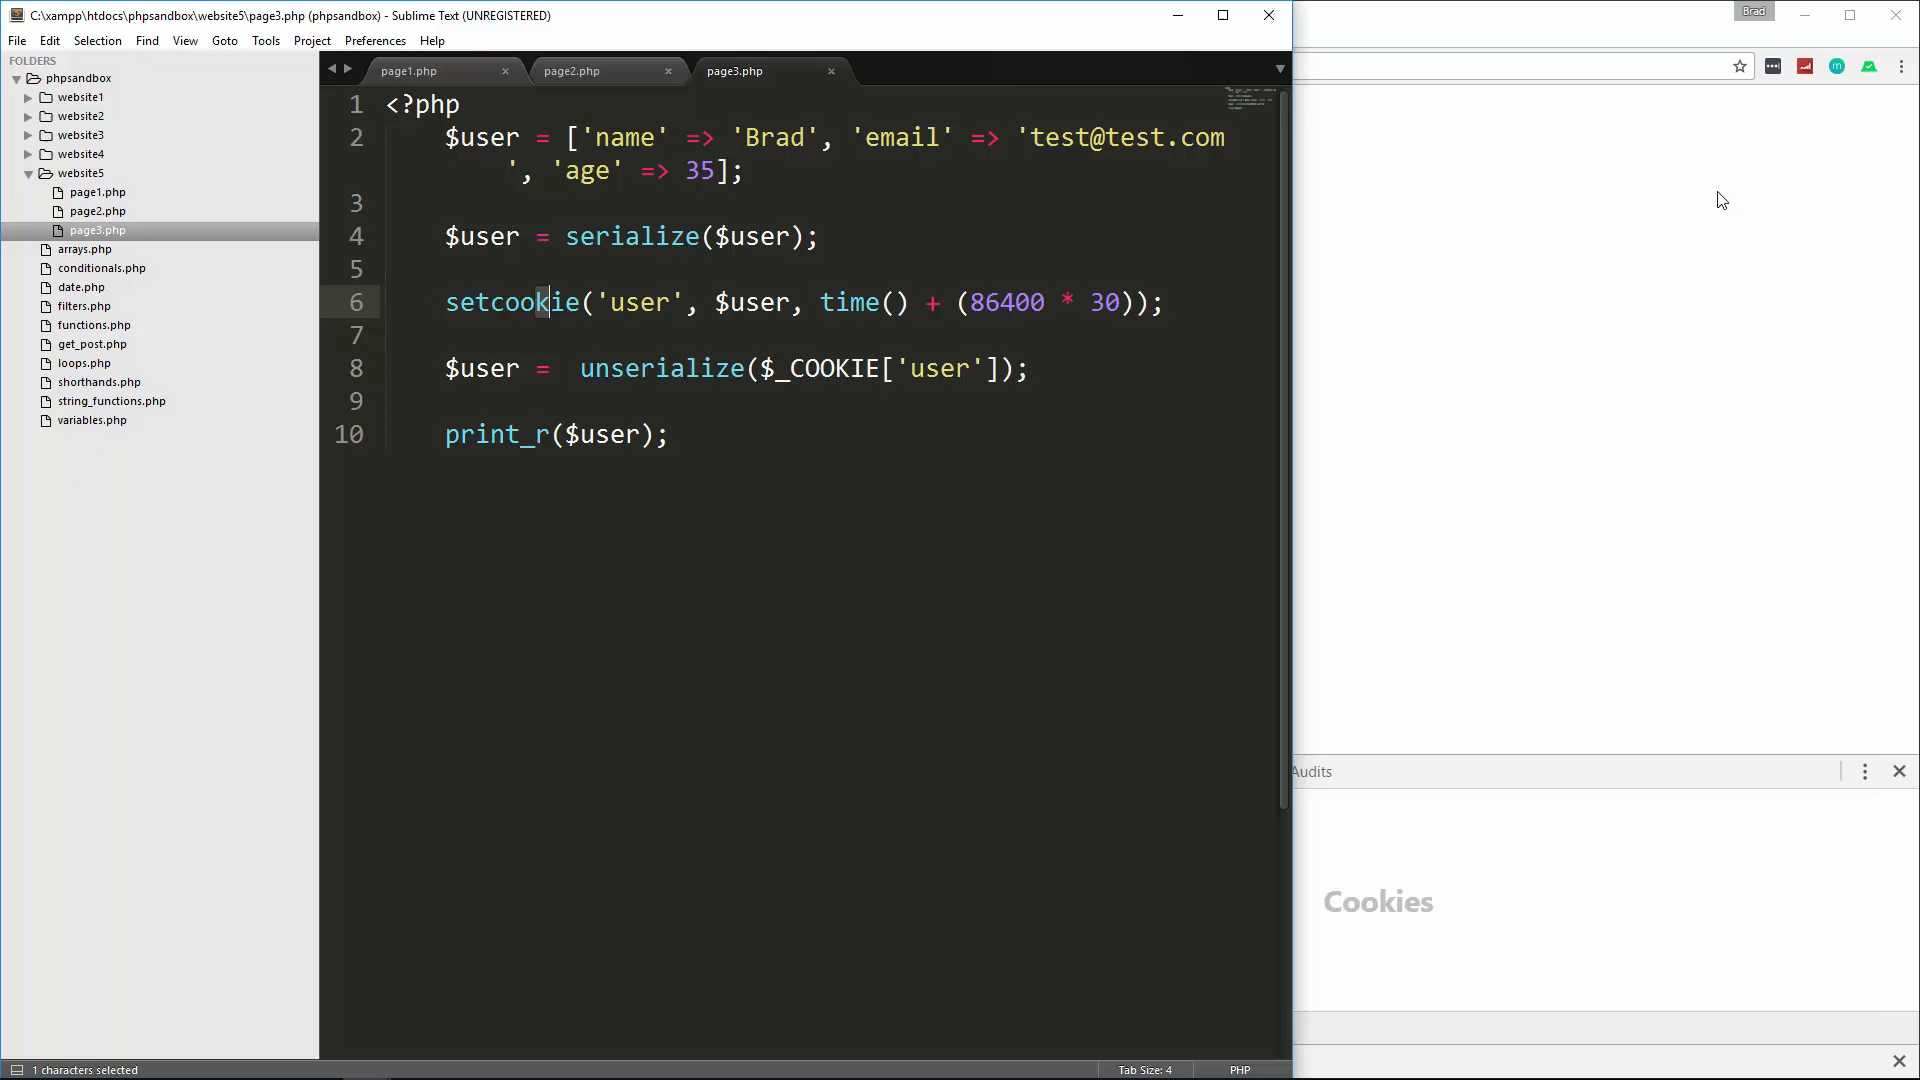 C:\xampp\htdocs\phpsandbox\website5\page3.php (phpsandbox) - Sublime Text (UNREGISTERED)
Brad
File Edit Selection Find View Goto Tools Project Preferences Help
FOLDERS
phpsandbox
website1
website2
website3
website4
website5
page1.php
page2.php
page3.php
arrays.php
conditionals.php
date.php
filters.php
functions.php
get_post.php
loops.php
shorthands.php
string_functions.php
variables.php
page1.php page2.php page3.php
1 <?php
2 $user = ['name' => 'Brad', 'email' => 'test@test.com
', 'age' => 35];
3
4 $user = serialize($user);
5
6 setcookie('user', $user, time() + (86400 * 30));
7
8 $user =  unserialize($_COOKIE['user']);
9
10 print_r($user);
m
Audits
Cookies
1 characters selected
Tab Size: 4
PHP